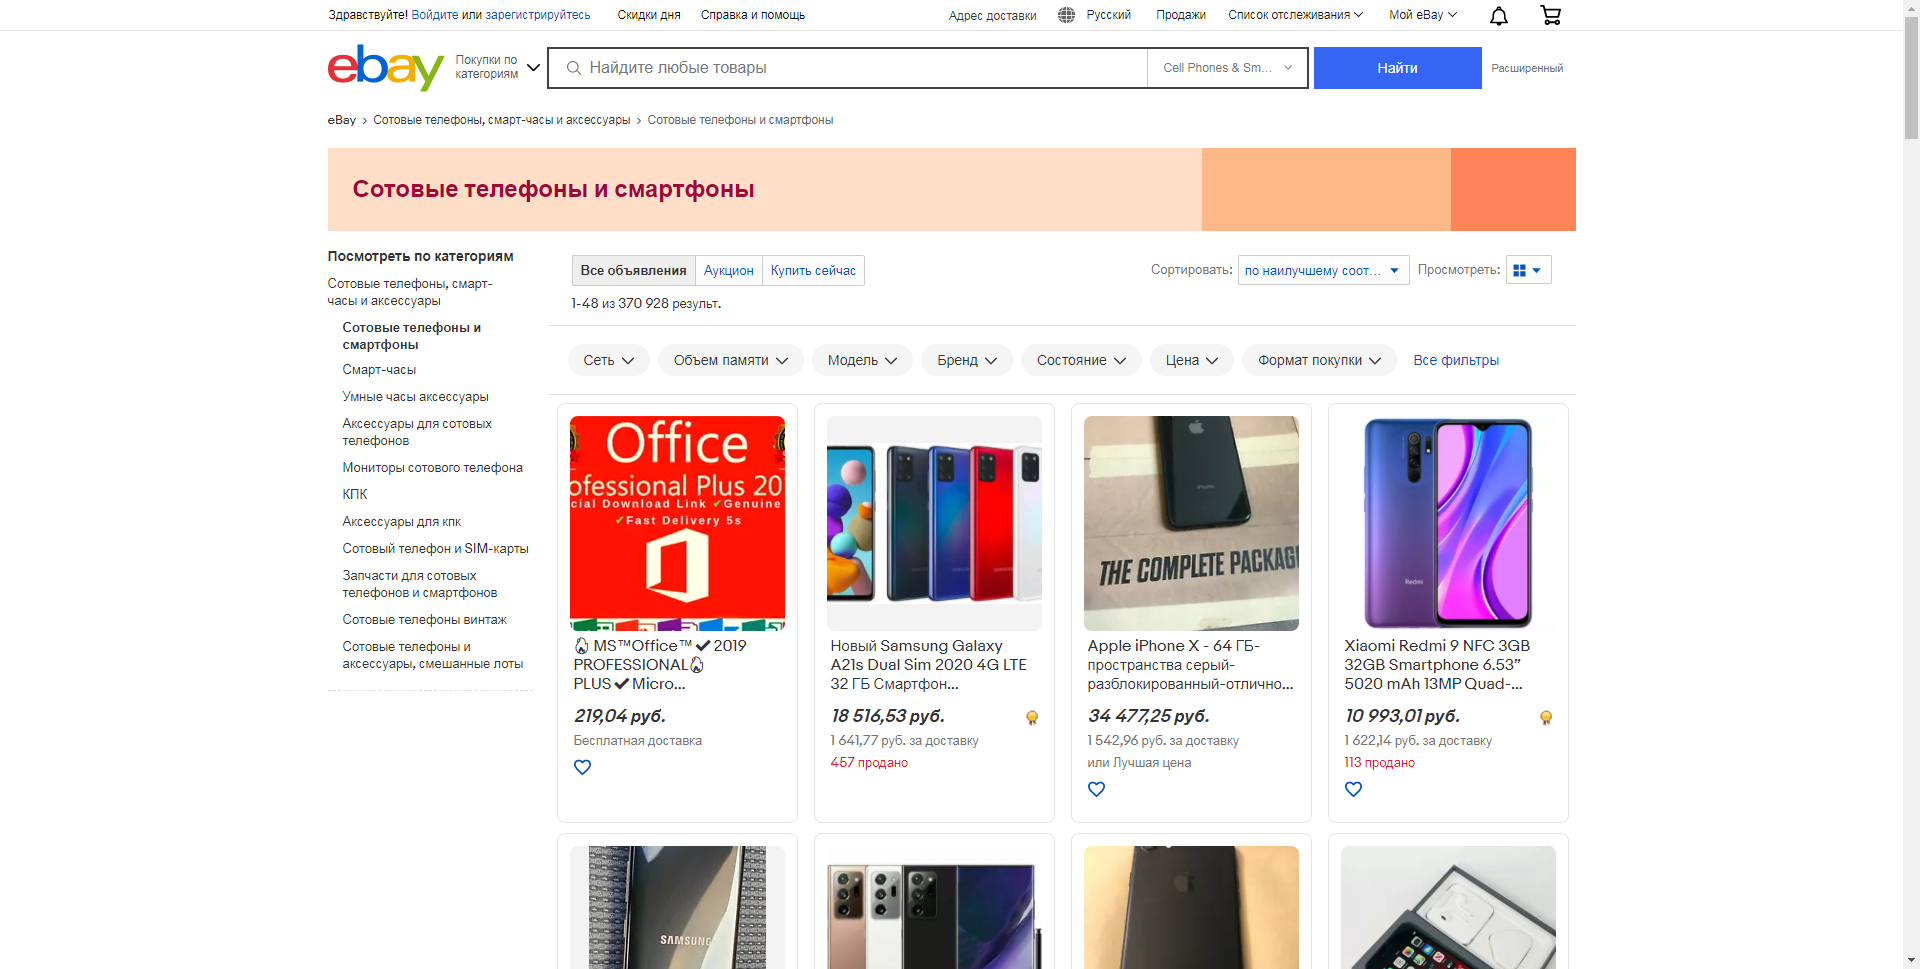 Здравствуйте! Войдите или зарегистрируйтесь
Скидки дня
Справка и помощь
Адрес доставки
Русский
Продажи
Список отслеживания
Мой eBay
ebay
Покупки по
категориям
Найдите любые товары
Cell Phones & Sm...
Найти
Расширенный
eBay
Сотовые телефоны, смарт-часы и аксессуары
Сотовые телефоны и смартфоны
Сотовые телефоны и смартфоны
Посмотреть по категориям
Сотовые телефоны, смарт-
часы и аксессуары
Сотовые телефоны и
смартфоны
Смарт-часы
Умные часы аксессуары
Аксессуары для сотовых
телефонов
Мониторы сотового телефона
КПК
Аксессуары для кпк
Сотовый телефон и SIM-карты
Запчасти для сотовых
телефонов и смартфонов
Сотовые телефоны винтаж
Сотовые телефоны и
аксессуары, смешанные лоты
Все объявления
Аукцион
Купить сейчас
Сортировать:
по наилучшему соот...
Просмотреть:
1-48 из 370 928 результ.
Сеть
Объем памяти
Модель
Бренд
Состояние
Цена
Формат покупки
Все фильтры
Office
ofessional Plus 20
cial Download Link ✔Genuine
✔Fast Delivery 5s
🔥 MS™Office™✔2019
PROFESSIONAL🔥
PLUS✔Micro...
219,04 руб.
Бесплатная доставка
SAMSUNG
Новый Samsung Galaxy
A21s Dual Sim 2020 4G LTE
32 ГБ Смартфон...
18 516,53 руб.
1 641,77 руб. за доставку
457 продано
iPhone
THE COMPLETE PACKAG
Apple iPhone X - 64 ГБ-
пространства серый-
разблокированный-отлично...
34 477,25 руб.
1 542,96 руб. за доставку
или Лучшая цена
Redmi
Xiaomi Redmi 9 NFC 3GB
32GB Smartphone 6.53”
5020 mAh 13MP Quad-...
10 993,01 руб.
1 622,14 руб. за доставку
113 продано
SAMSUNG